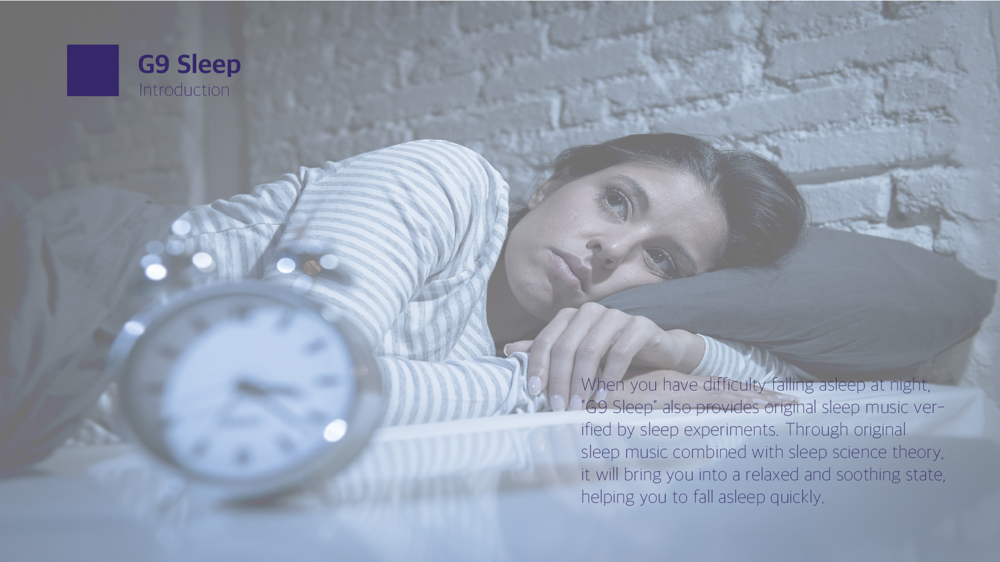 G9 Sleep
Introduction
When you have difficulty falling asleep at night,
"G9 Sleep" also provides original sleep music ver-
ified by sleep experiments. Through original
sleep music combined with sleep science theory,
it will bring you into a relaxed and soothing state,
helping you to fall asleep quickly.